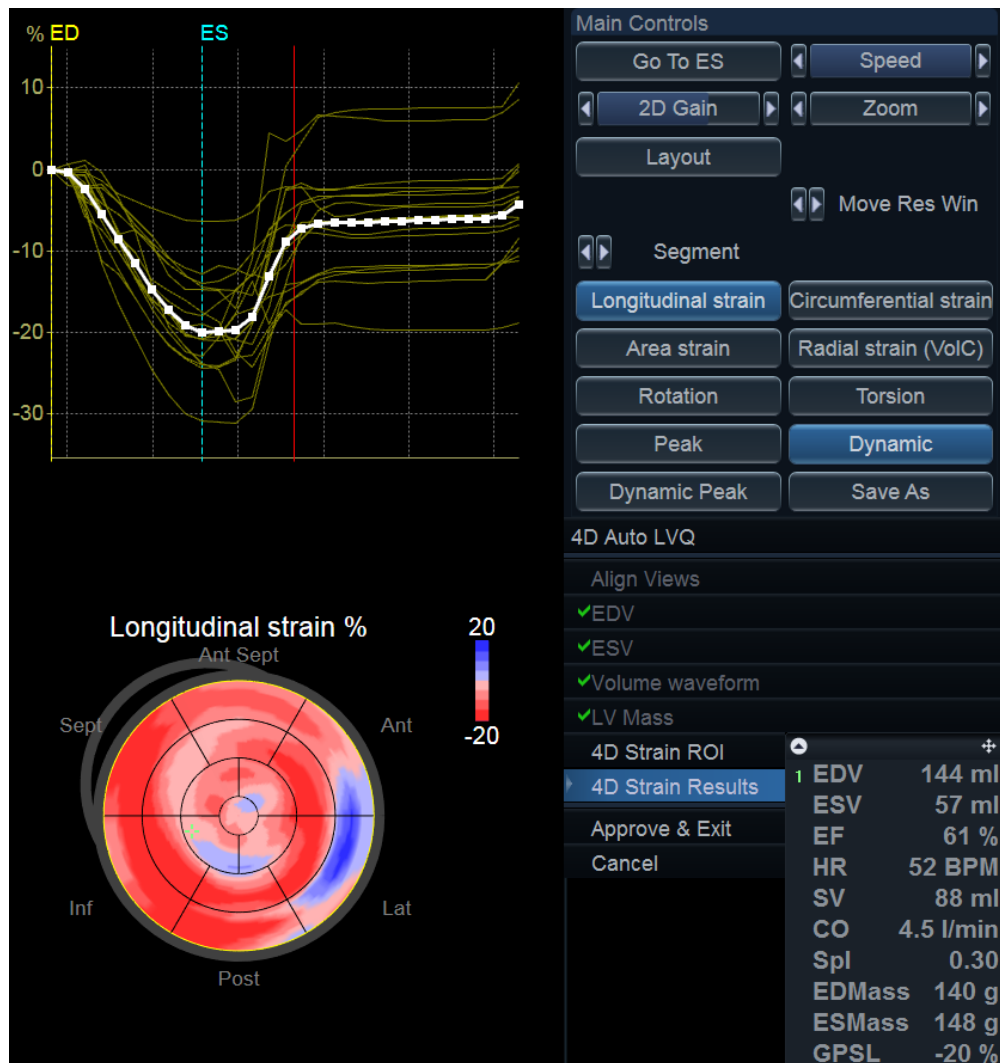 % ED ES
10
0
-10
-20
-30
Longitudinal strain %
20
-20
Ant Sept
Sept
Ant
Inf
Lat
Post
Main Controls
Go To ES
Speed
2D Gain
Zoom
Layout
Move Res Win
Segment
Longitudinal strain
Circumferential strain
Area strain
Radial strain (VolC)
Rotation
Torsion
Peak
Dynamic
Dynamic Peak
Save As
4D Auto LVQ
Align Views
EDV
ESV
Volume waveform
LV Mass
4D Strain ROI
4D Strain Results
Approve & Exit
Cancel
1 EDV 144 ml
ESV 57 ml
EF 61 %
HR 52 BPM
SV 88 ml
CO 4.5 l/min
SpI 0.30
EDMass 140 g
ESMass 148 g
GPSL -20 %